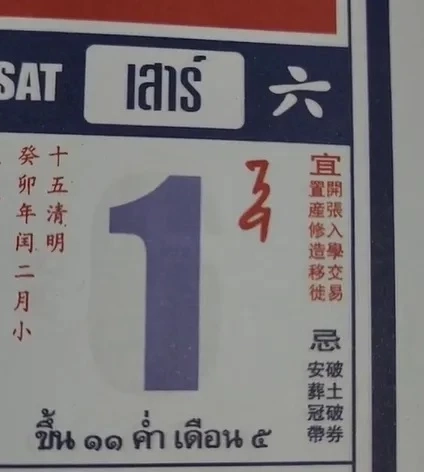 SAT เสาร์ 六
十五清明
癸卯年闰二月小
1
宜
開張入學交易
置產修造移徙
忌
破土破券
安葬冠帶
ขึ้น ๑๑ ค่ำ เดือน ๕